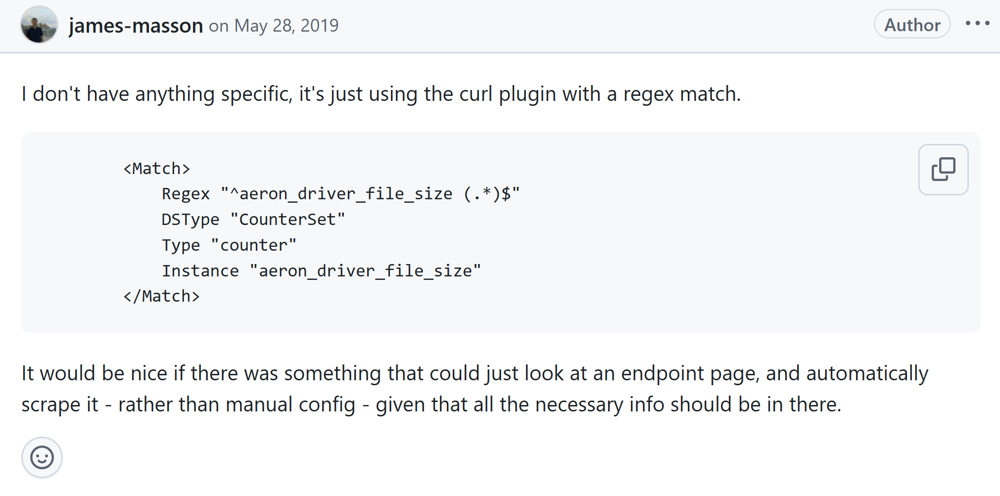 james-masson on May 28, 2019 Author
I don't have anything specific, it's just using the curl plugin with a regex match.
<Match>
Regex "^aeron_driver_file_size (.*)$"
DSType "CounterSet"
Type "counter"
Instance "aeron_driver_file_size"
</Match>
It would be nice if there was something that could just look at an endpoint page, and automatically
scrape it - rather than manual config - given that all the necessary info should be in there.